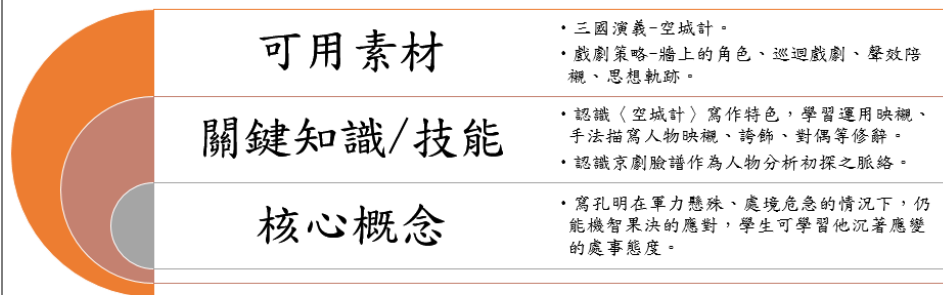 可用素材
・三國演義-空城計。
・戲劇策略-牆上的角色、巡迴戲劇、聲效陪
襯、思想軌跡。
關鍵知識/技能
・認識〈空城計〉寫作特色，學習運用映襯、
手法描寫人物映襯、誇飾、對偶等修辭。
・認識京劇臉譜作為人物分析初探之脈絡。
核心概念
・寫孔明在軍力懸殊、處境危急的情況下，仍
能機智果決的應對，學生可學習他沉著應變
的處事態度。